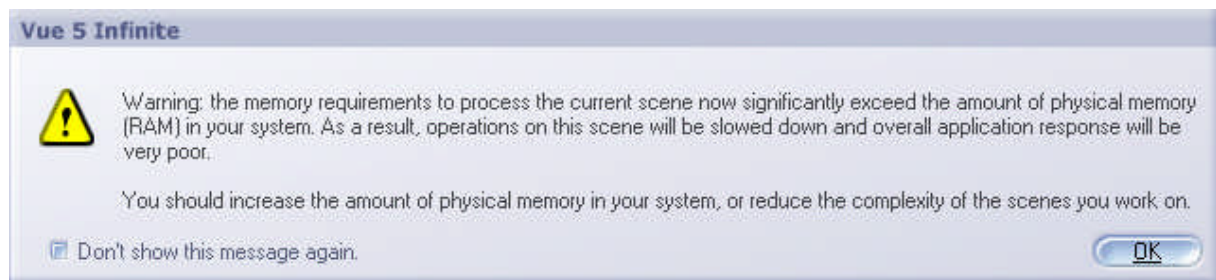 Vue 5 Infinite
Warning: the memory requirements to process the current scene now significantly exceed the amount of physical memory
(RAM) in your system. As a result, operations on this scene will be slowed down and overall application response will be
very poor.
You should increase the amount of physical memory in your system, or reduce the complexity of the scenes you work on.
Don't show this message again.
OK